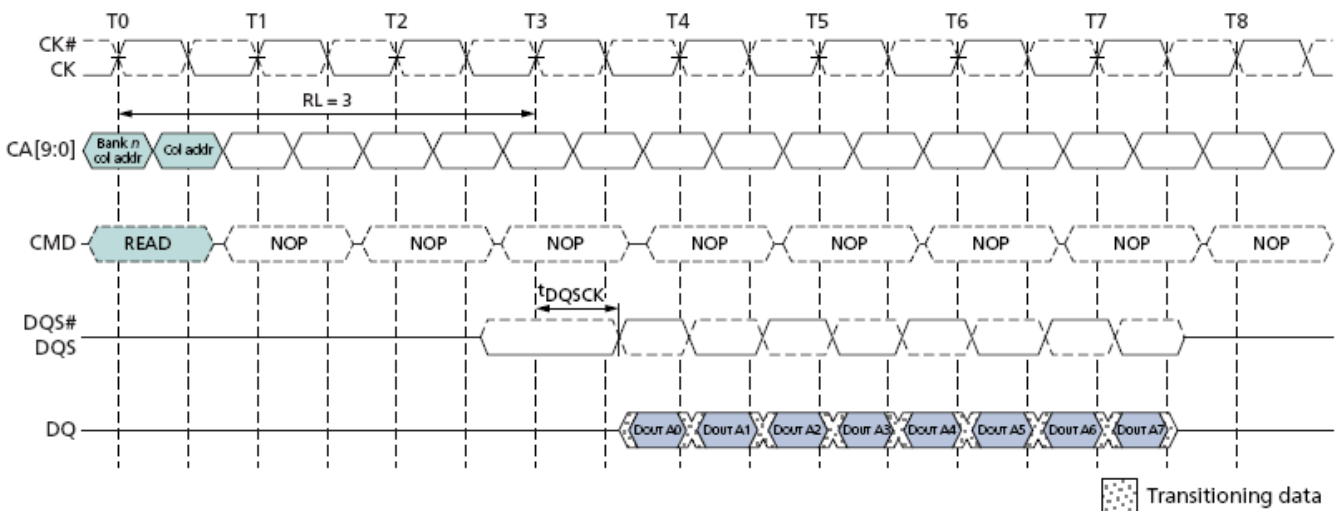 T0 T1 T2 T3 T4 T5 T6 T7 T8
CK#
CK
RL = 3
CA[9:0] Bank n col addr Col addr
CMD READ NOP NOP NOP NOP NOP NOP NOP NOP
tDQSCK
DQS#
DQS
DQ DOUT A0 DOUT A1 DOUT A2 DOUT A3 DOUT A4 DOUT A5 DOUT A6 DOUT A7
Transitioning data